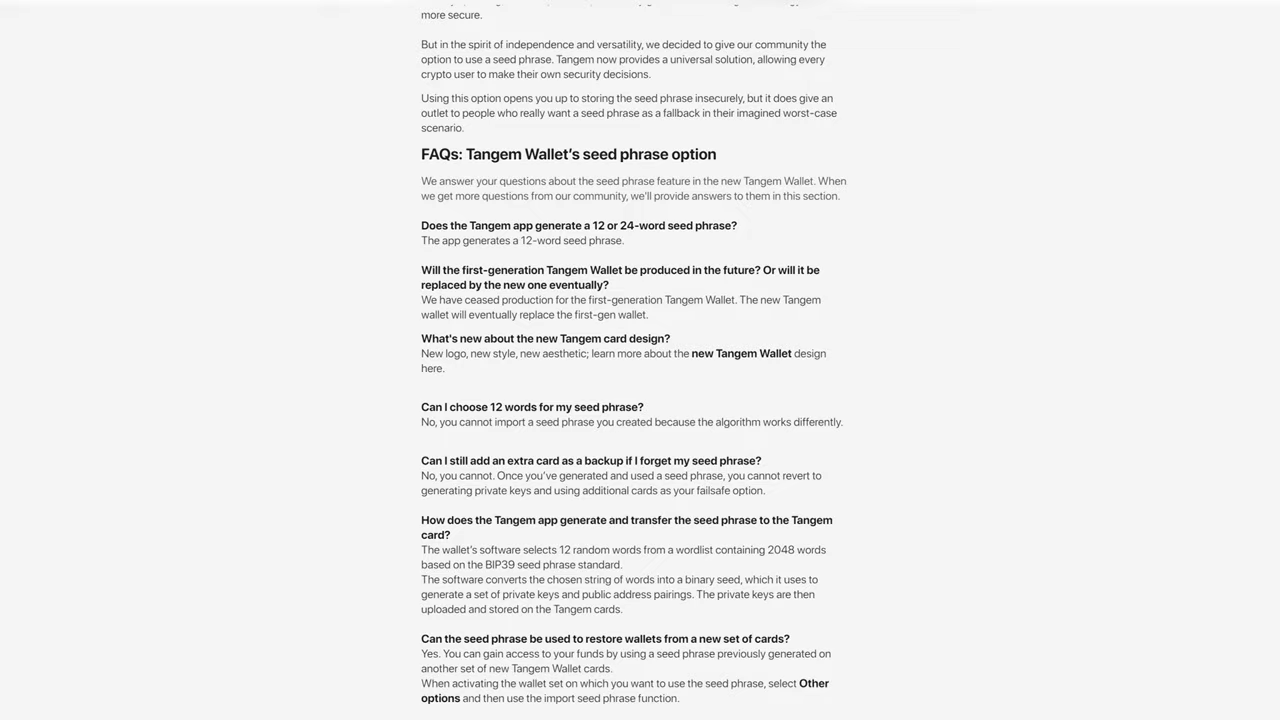 more secure.
But in the spirit of independence and versatility, we decided to give our community the
option to use a seed phrase. Tangem now provides a universal solution, allowing every
crypto user to make their own security decisions.
Using this option opens you up to storing the seed phrase insecurely, but it does give an
outlet to people who really want a seed phrase as a fallback in their imagined worst-case
scenario.
FAQs: Tangem Wallet's seed phrase option
We answer your questions about the seed phrase feature in the new Tangem Wallet. When
we get more questions from our community, we'll provide answers to them in this section.
Does the Tangem app generate a 12 or 24-word seed phrase?
The app generates a 12-word seed phrase.
Will the first-generation Tangem Wallet be produced in the future? Or will it be
replaced by the new one eventually?
We have ceased production for the first-generation Tangem Wallet. The new Tangem
wallet will eventually replace the first-gen wallet.
What's new about the new Tangem card design?
New logo, new style, new aesthetic; learn more about the new Tangem Wallet design
here.
Can I choose 12 words for my seed phrase?
No, you cannot import a seed phrase you created because the algorithm works differently.
Can I still add an extra card as a backup if I forget my seed phrase?
No, you cannot. Once you've generated and used a seed phrase, you cannot revert to
generating private keys and using additional cards as your failsafe option.
How does the Tangem app generate and transfer the seed phrase to the Tangem
card?
The wallet's software selects 12 random words from a wordlist containing 2048 words
based on the BIP39 seed phrase standard.
The software converts the chosen string of words into a binary seed, which it uses to
generate a set of private keys and public address pairings. The private keys are then
uploaded and stored on the Tangem cards.
Can the seed phrase be used to restore wallets from a new set of cards?
Yes. You can gain access to your funds by using a seed phrase previously generated on
another set of new Tangem Wallet cards.
When activating the wallet set on which you want to use the seed phrase, select Other
options and then use the import seed phrase function.